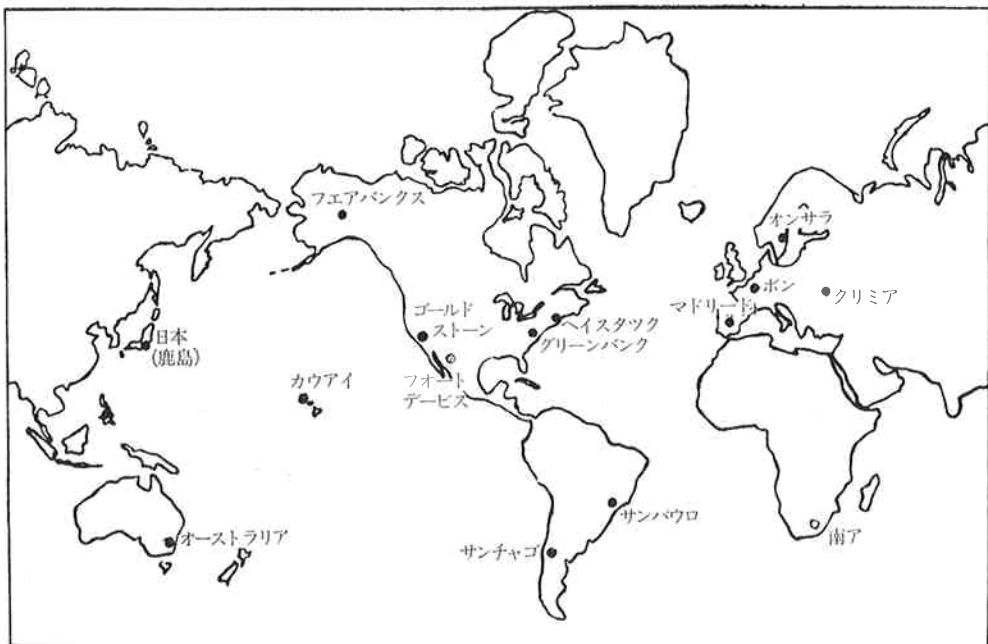 フエアバンクス
オンサラ
ボン
クリミア
マドリード
ゴールド
ストーン
ヘイスタツク
グリーンバンク
日本
(鹿島)
カウアイ
フォート
デービス
オーストラリア
サンパウロ
サンチャゴ
南ア